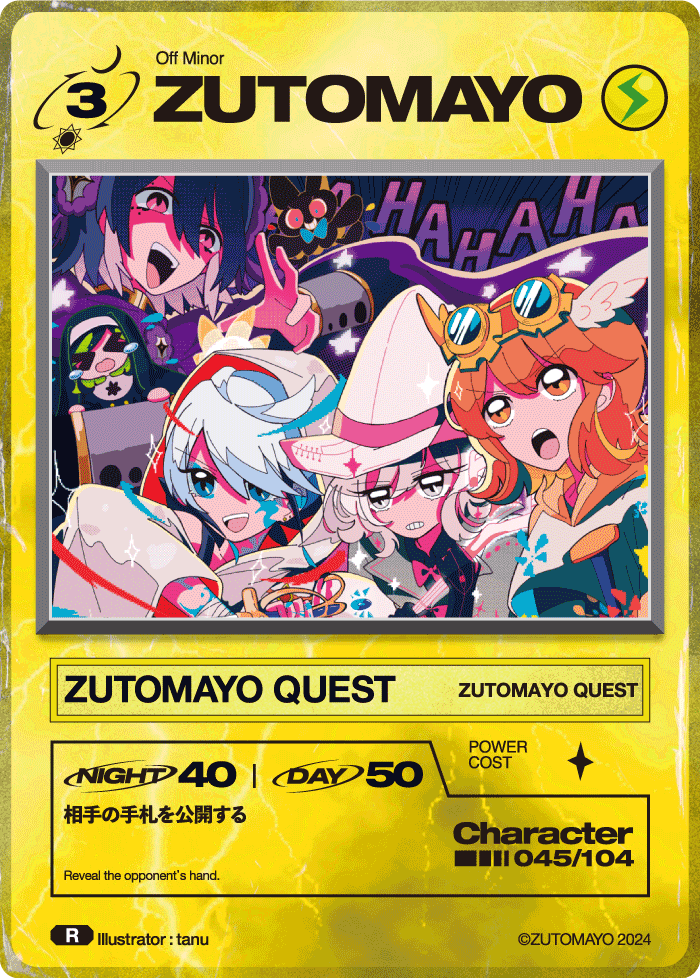 Off Minor
3
ZUTOMAYO
HAHAHA
ZUTOMAYO QUEST
ZUTOMAYO QUEST
NIGHT 40 | DAY 50
POWER
COST
相手の手札を公開する
Character
045/104
Reveal the opponent's hand.
R Illustrator : tanu
©ZUTOMAYO 2024